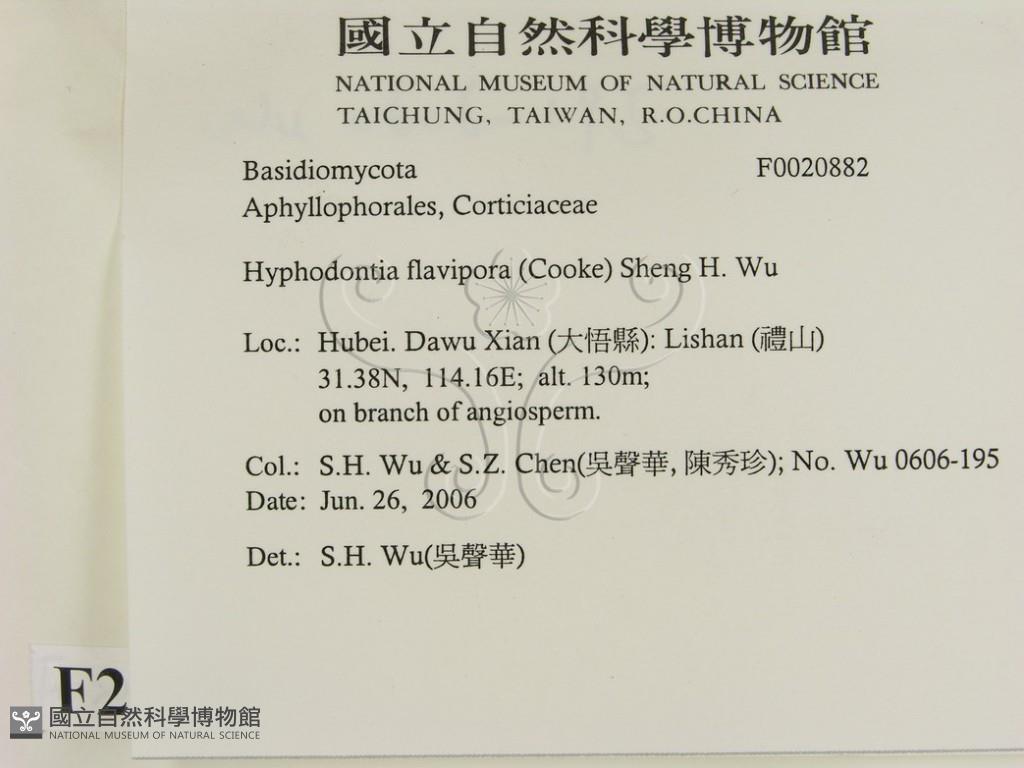 國立自然科學博物館
NATIONAL MUSEUM OF NATURAL SCIENCE
TAICHUNG, TAIWAN, R.O.CHINA
Basidiomycota F0020882
Aphyllophorales, Corticiaceae
Hyphodontia flavipora (Cooke) Sheng H. Wu
Loc.: Hubei. Dawu Xian (大悟縣): Lishan (禮山)
31.38N, 114.16E; alt. 130m;
on branch of angiosperm.
Col.: S.H. Wu & S.Z. Chen(吳聲華, 陳秀珍); No. Wu 0606-195
Date: Jun. 26, 2006
Det.: S.H. Wu(吳聲華)
F2
國立自然科學博物館
NATIONAL MUSEUM OF NATURAL SCIENCE